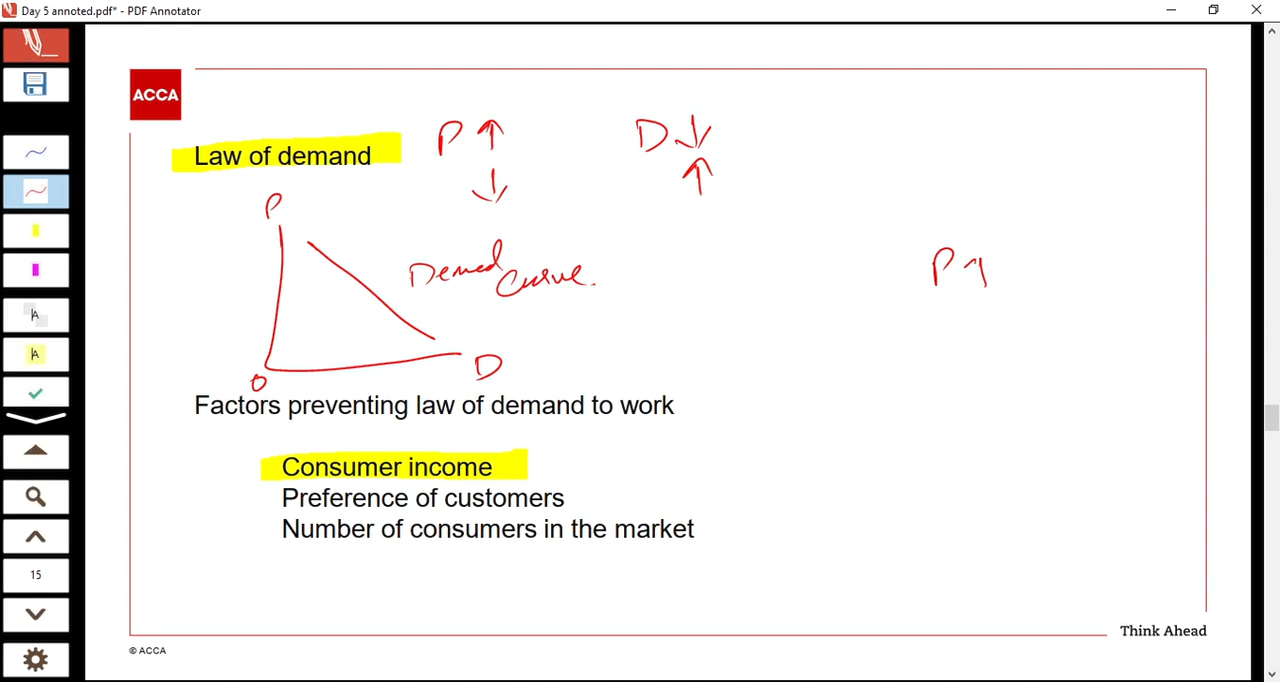 Day 5 annoted.pdf* - PDF Annotator
ACCA
P ↑ D ↓
Law of demand
↓ ↑
P
Demad
Curve.
P ↑
D
O
Factors preventing law of demand to work
Consumer income
Preference of customers
Number of consumers in the market
15
Think Ahead
© ACCA